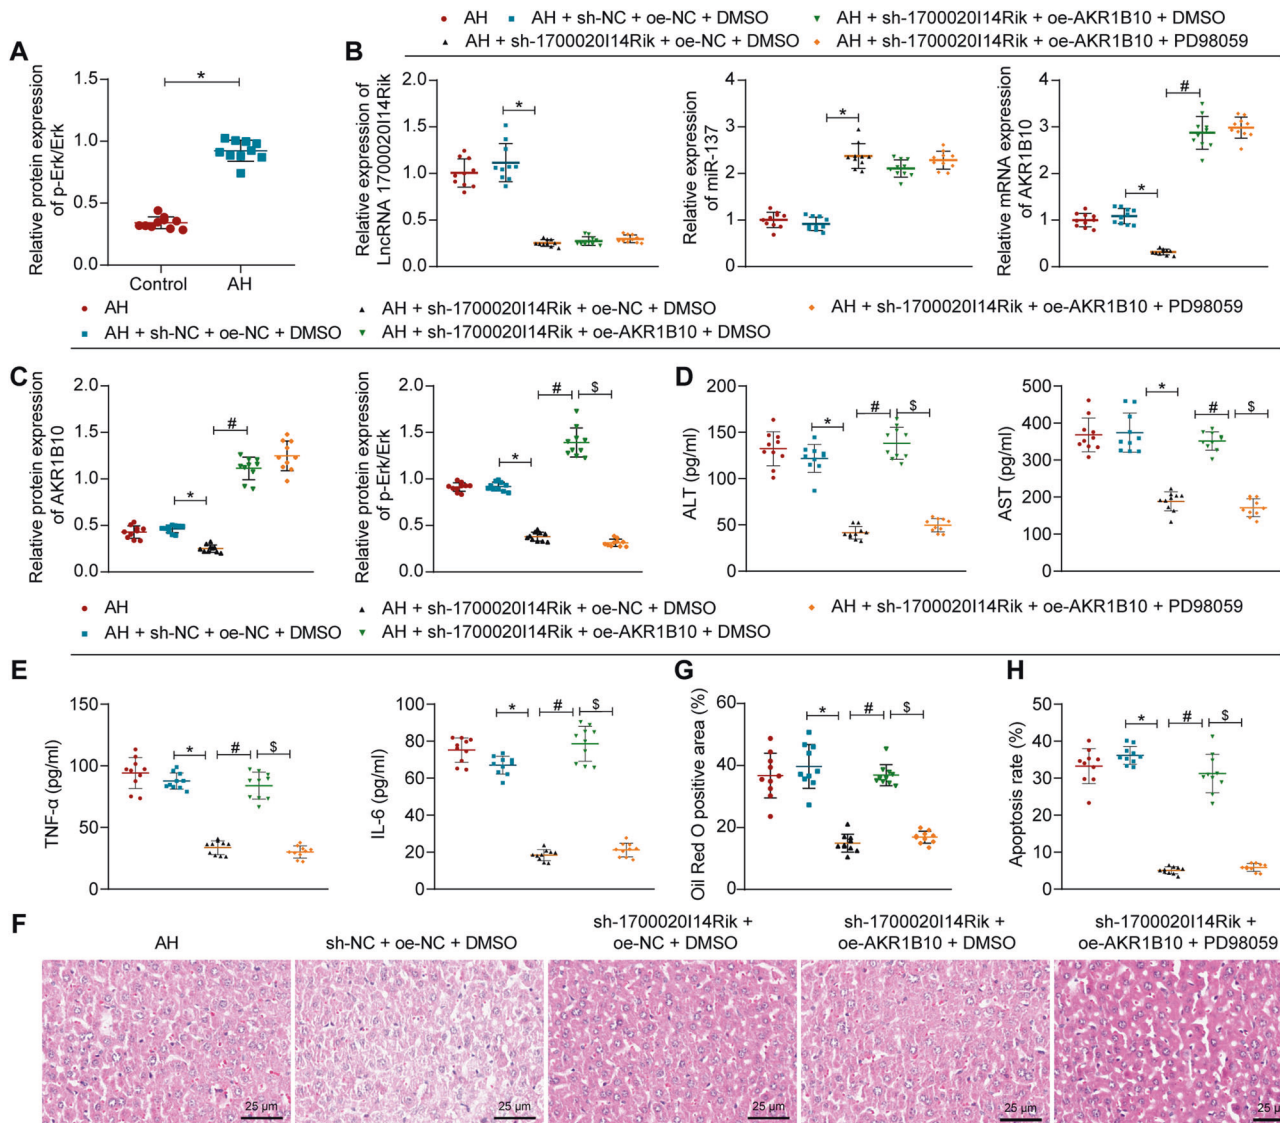 AH
AH + sh-NC + oe-NC + DMSO
AH + sh-1700020I14Rik + oe-AKR1B10 + DMSO
AH + sh-1700020I14Rik + oe-NC + DMSO
AH + sh-1700020I14Rik + oe-AKR1B10 + PD98059
A
Relative protein expression
of p-Erk/Erk
1.5
1.0
0.5
0.0
*
Control
AH
B
Relative expression of
LncRNA 1700020I14Rik
2.0
1.5
1.0
0.5
0.0
*
Relative expression
of miR-137
4
3
2
1
0
*
Relative mRNA expression
of AKR1B10
4
3
2
1
0
*
#
AH
AH + sh-NC + oe-NC + DMSO
AH + sh-1700020I14Rik + oe-NC + DMSO
AH + sh-1700020I14Rik + oe-AKR1B10 + DMSO
AH + sh-1700020I14Rik + oe-AKR1B10 + PD98059
C
Relative protein expression
of AKR1B10
2.0
1.5
1.0
0.5
0.0
*
#
Relative protein expression
of p-Erk/Erk
2.0
1.5
1.0
0.5
0.0
*
#
$
D
ALT (pg/ml)
200
150
100
50
0
*
#
$
AST (pg/ml)
500
400
300
200
100
0
*
#
$
AH
AH + sh-NC + oe-NC + DMSO
AH + sh-1700020I14Rik + oe-NC + DMSO
AH + sh-1700020I14Rik + oe-AKR1B10 + DMSO
AH + sh-1700020I14Rik + oe-AKR1B10 + PD98059
E
TNF-α (pg/ml)
150
100
50
0
*
#
$
IL-6 (pg/ml)
100
80
60
40
20
0
*
#
$
G
Oil Red O positive area (%)
60
40
20
0
*
#
$
H
Apoptosis rate (%)
50
40
30
20
10
0
*
#
$
F
AH
sh-NC + oe-NC + DMSO
sh-1700020I14Rik +
oe-NC + DMSO
sh-1700020I14Rik +
oe-AKR1B10 + DMSO
sh-1700020I14Rik +
oe-AKR1B10 + PD98059
25 µm
25 µm
25 µm
25 µm
25 µm